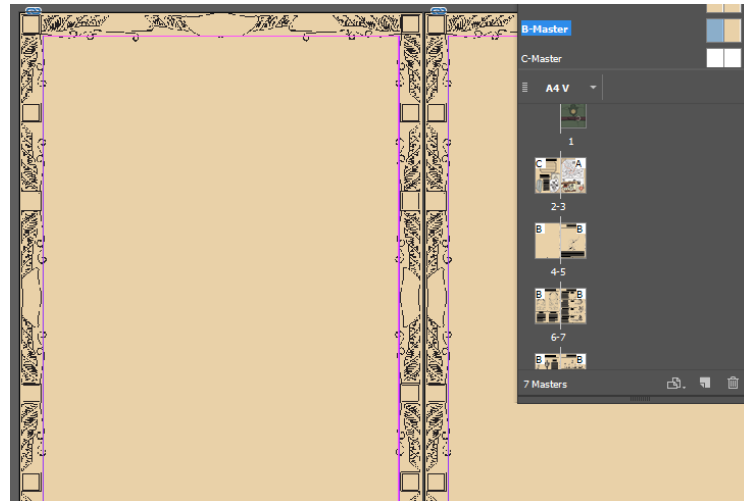 B-Master
C-Master
A4 V
1
C A
2-3
B B
4-5
B B
6-7
B B
7 Masters